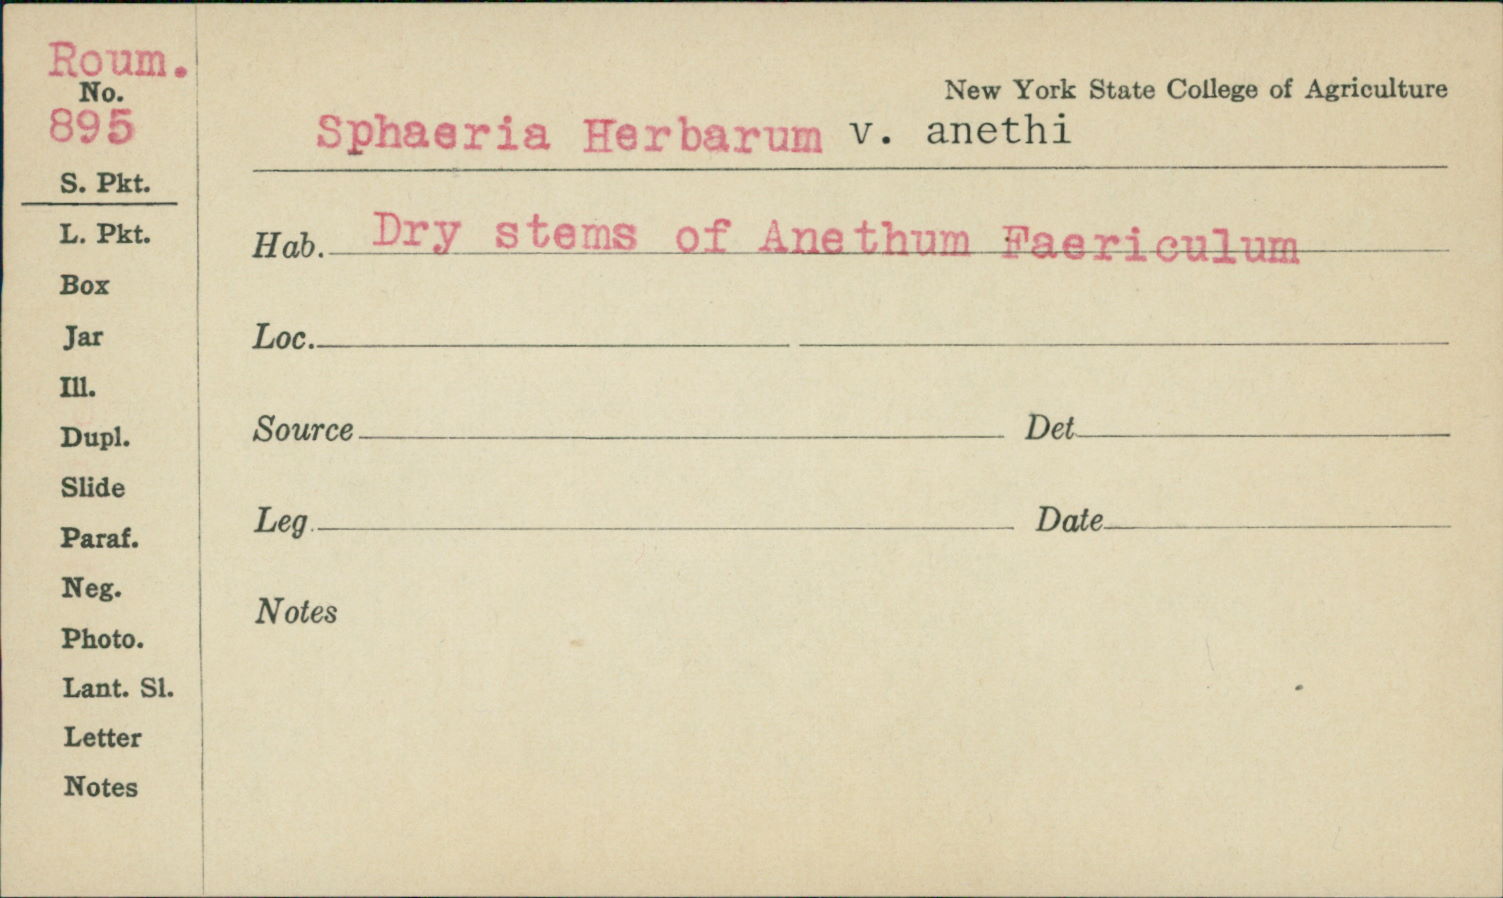 Roum.
No.
895
S. Pkt.
L. Pkt.
Box
Jar
Ill.
Dupl.
Slide
Paraf.
Neg.
Photo.
Lant. Sl.
Letter
Notes
New York State College of Agriculture
Sphaeria Herbarum v. anethi
Hab. Dry stems of Anethum Faericulum
Loc.
Source Det
Leg. Date
Notes